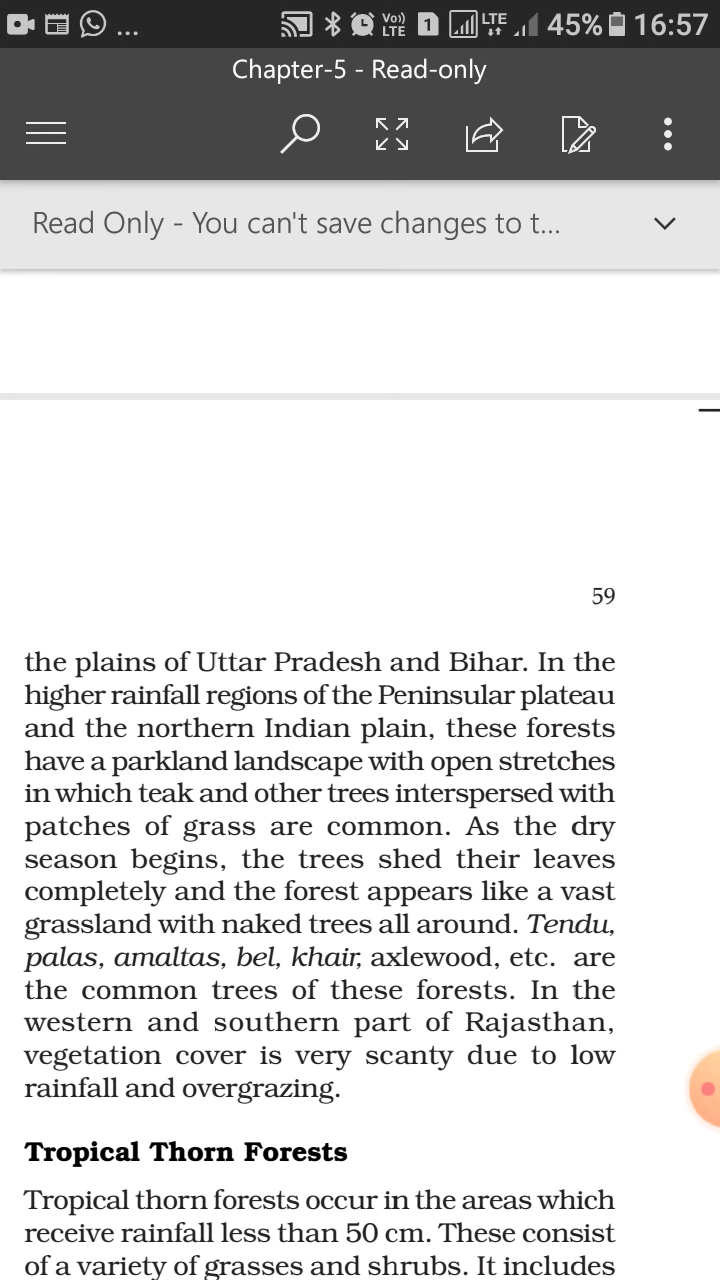 ... Vo)) LTE 1 LTE 45% 16:57
Chapter-5 - Read-only
Read Only - You can't save changes to t...
59
the plains of Uttar Pradesh and Bihar. In the
higher rainfall regions of the Peninsular plateau
and the northern Indian plain, these forests
have a parkland landscape with open stretches
in which teak and other trees interspersed with
patches of grass are common. As the dry
season begins, the trees shed their leaves
completely and the forest appears like a vast
grassland with naked trees all around. Tendu,
palas, amaltas, bel, khair, axlewood, etc. are
the common trees of these forests. In the
western and southern part of Rajasthan,
vegetation cover is very scanty due to low
rainfall and overgrazing.
Tropical Thorn Forests
Tropical thorn forests occur in the areas which
receive rainfall less than 50 cm. These consist
of a variety of grasses and shrubs. It includes